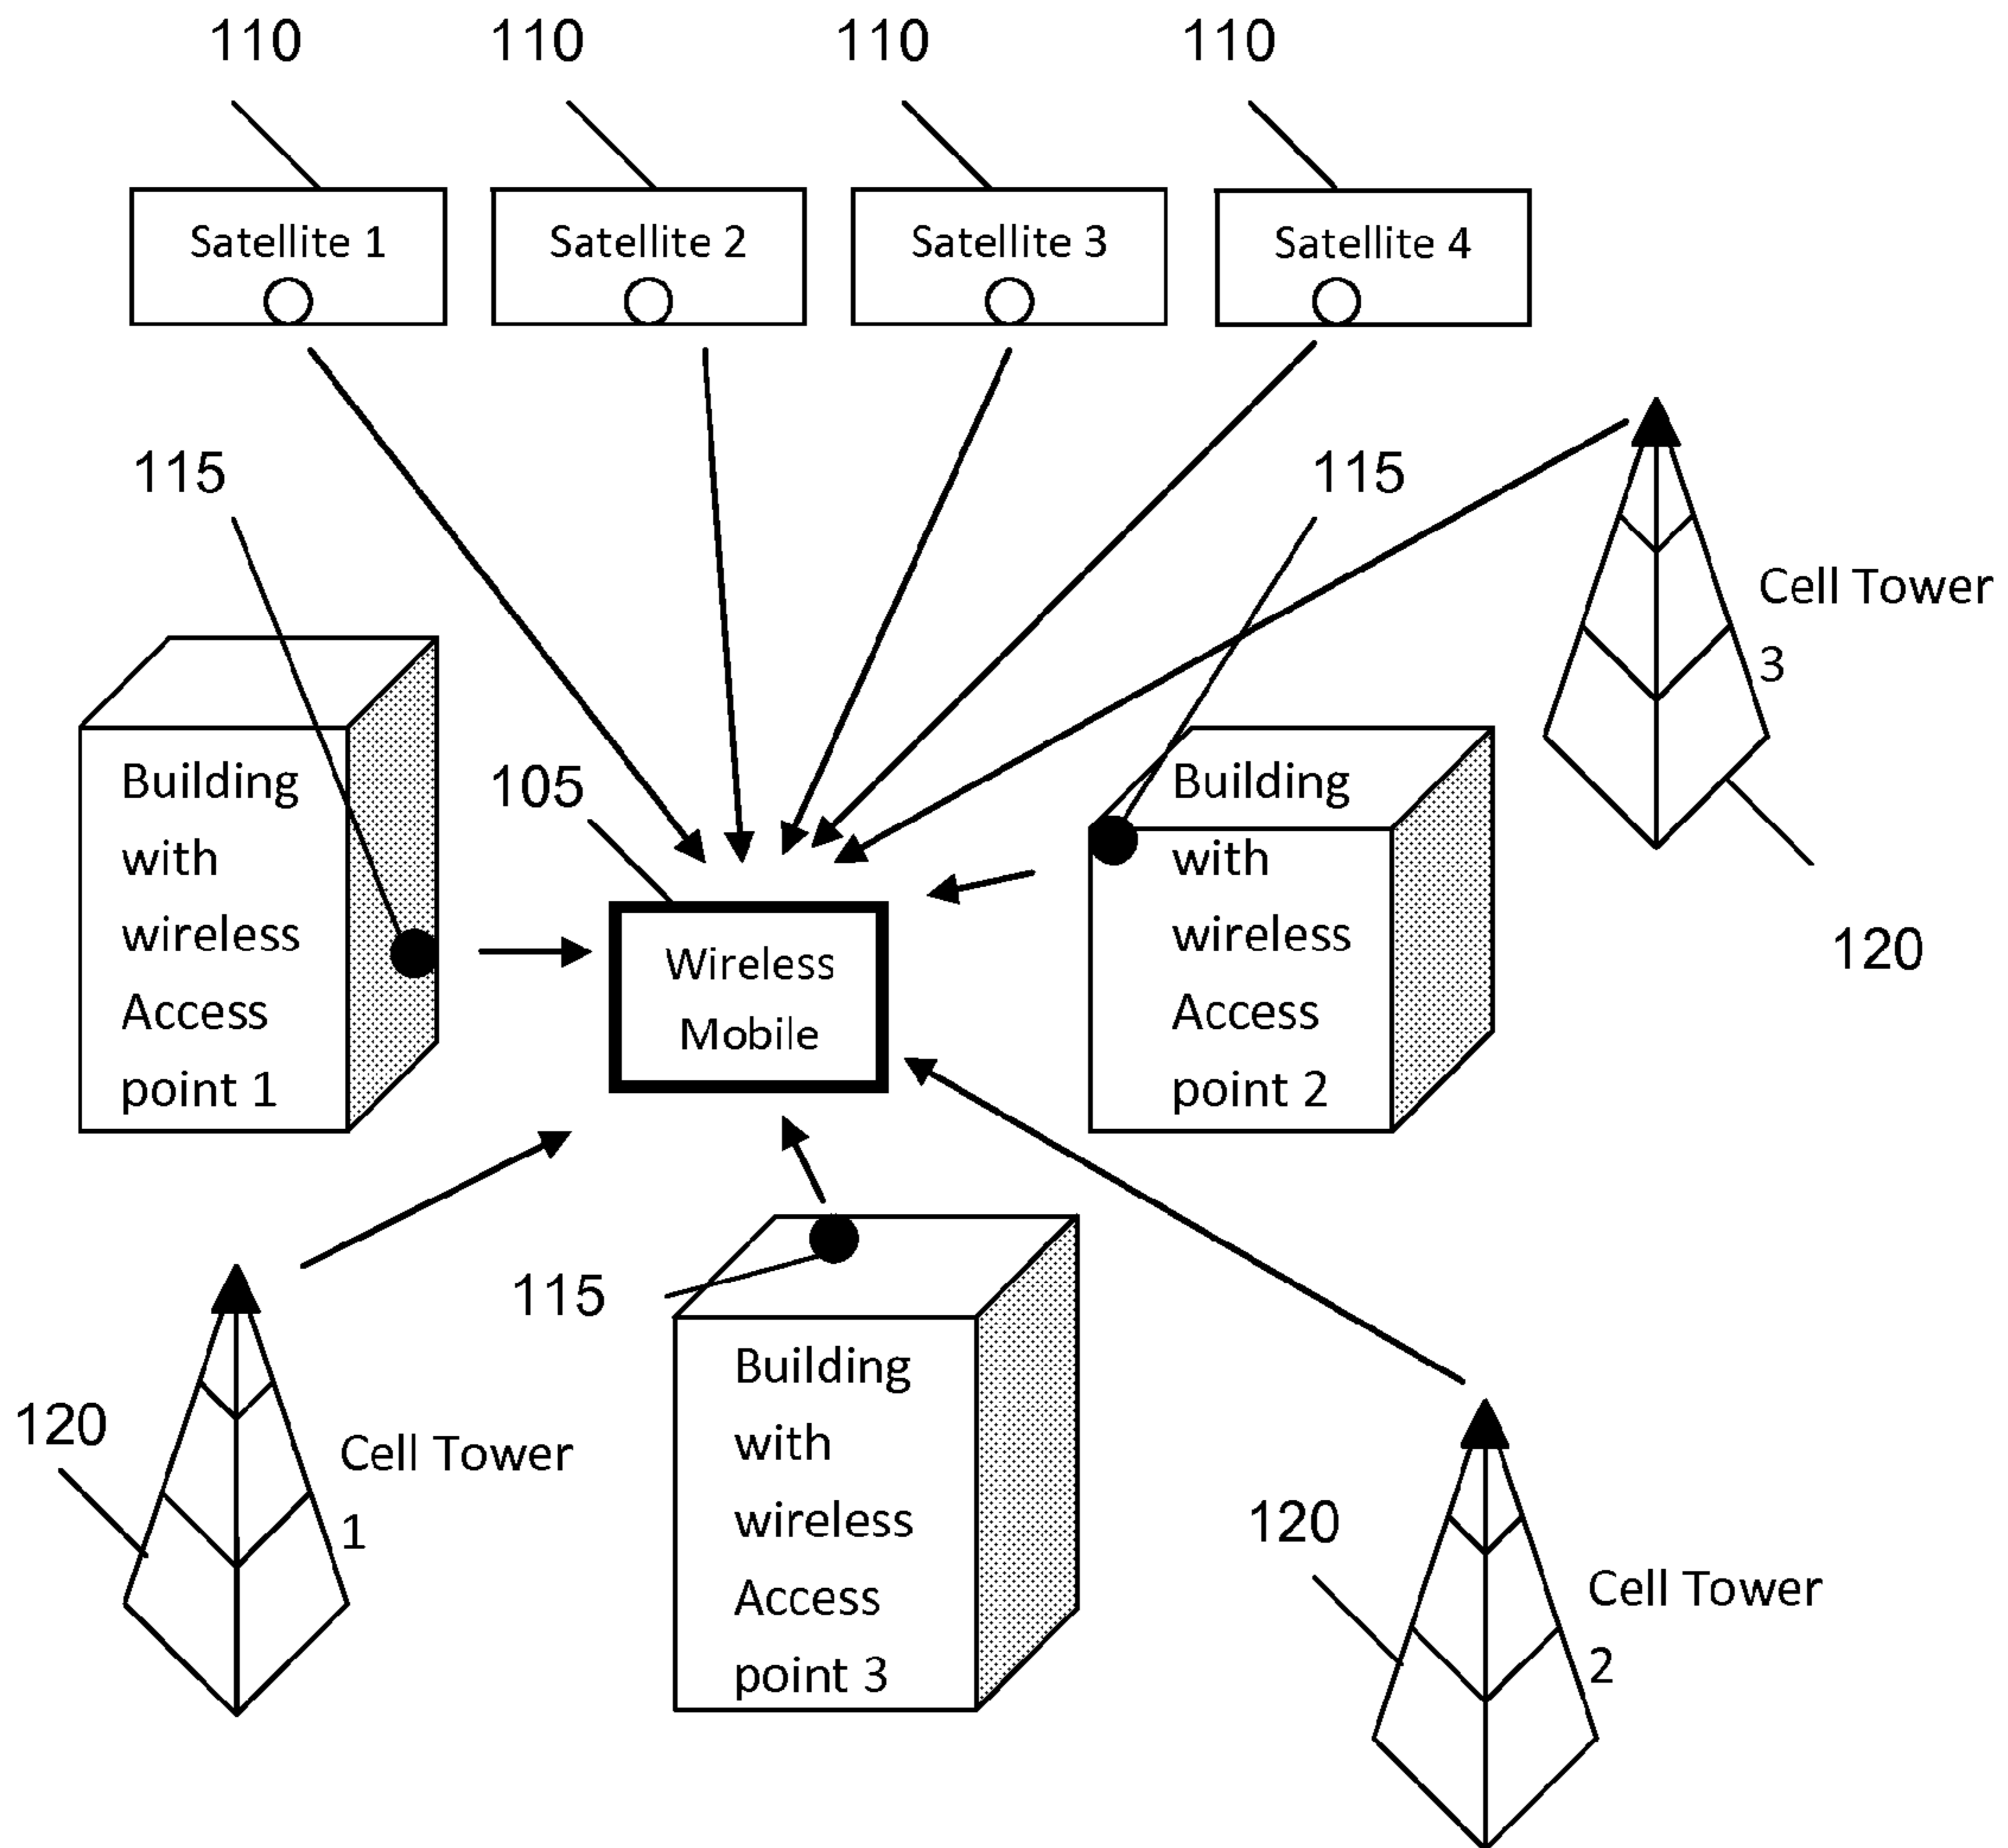 110
110
110
110
Satellite 1
Satellite 2
Satellite 3
Satellite 4
115
115
Cell Tower
3
120
Building
with
wireless
Access
point 1
105
Wireless
Mobile
Building
with
wireless
Access
point 2
120
Cell Tower
1
115
Building
with
wireless
Access
point 3
120
Cell Tower
2